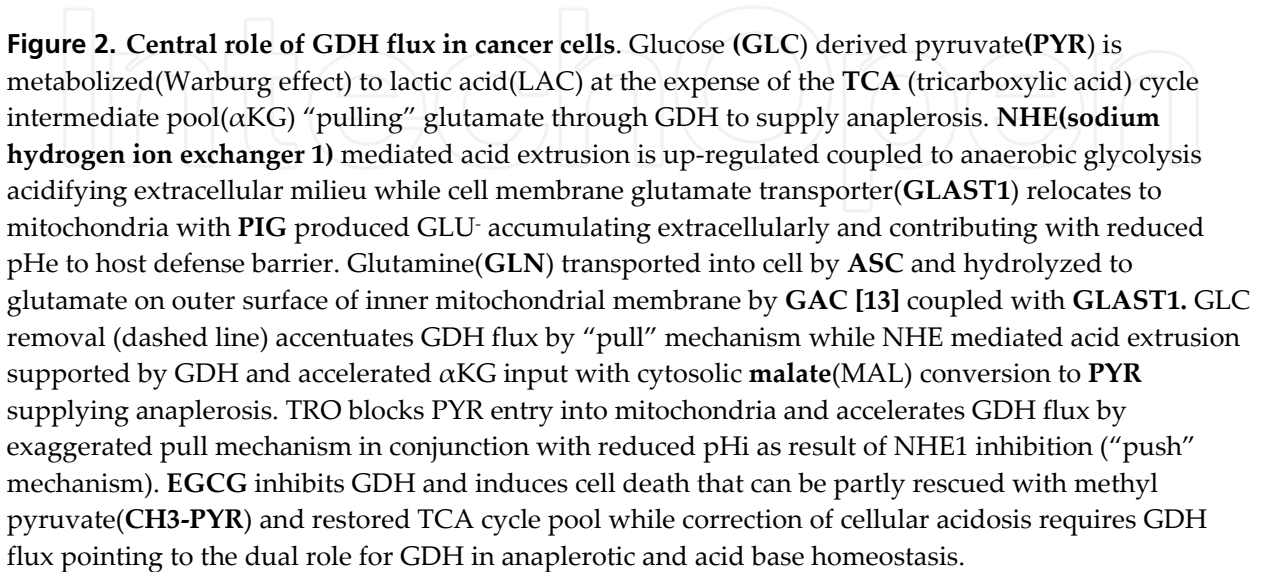 IntechOpen
Figure 2. Central role of GDH flux in cancer cells. Glucose (GLC) derived pyruvate(PYR) is
metabolized(Warburg effect) to lactic acid(LAC) at the expense of the TCA (tricarboxylic acid) cycle
intermediate pool(αKG) “pulling” glutamate through GDH to supply anaplerosis. NHE(sodium
hydrogen ion exchanger 1) mediated acid extrusion is up-regulated coupled to anaerobic glycolysis
acidifying extracellular milieu while cell membrane glutamate transporter(GLAST1) relocates to
mitochondria with PIG produced GLU- accumulating extracellularly and contributing with reduced
pHe to host defense barrier. Glutamine(GLN) transported into cell by ASC and hydrolyzed to
glutamate on outer surface of inner mitochondrial membrane by GAC [13] coupled with GLAST1. GLC
removal (dashed line) accentuates GDH flux by “pull” mechanism while NHE mediated acid extrusion
supported by GDH and accelerated αKG input with cytosolic malate(MAL) conversion to PYR
supplying anaplerosis. TRO blocks PYR entry into mitochondria and accelerates GDH flux by
exaggerated pull mechanism in conjunction with reduced pHi as result of NHE1 inhibition (“push”
mechanism). EGCG inhibits GDH and induces cell death that can be partly rescued with methyl
pyruvate(CH3-PYR) and restored TCA cycle pool while correction of cellular acidosis requires GDH
flux pointing to the dual role for GDH in anaplerotic and acid base homeostasis.